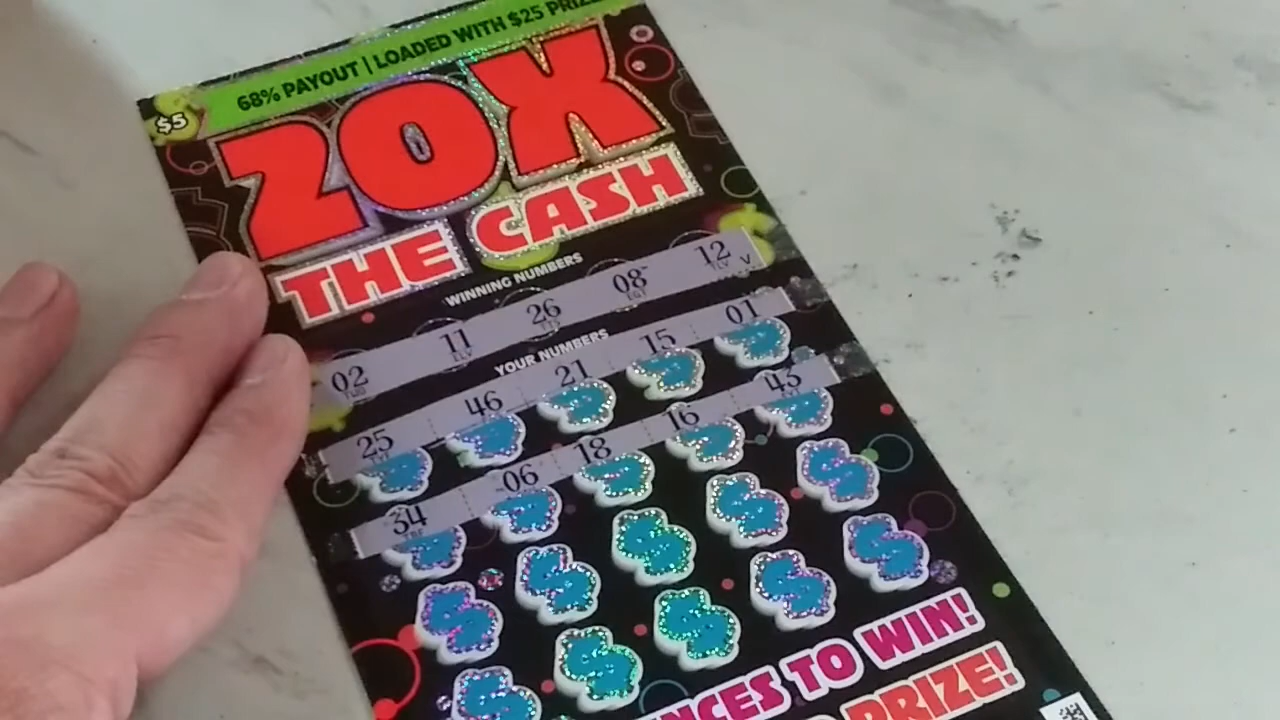 68% PAYOUT | LOADED WITH $25 PRIZE
$5
20X
THE CASH
WINNING NUMBERS
02 11 26 08 12
YOUR NUMBERS
25 46 21 15 01
34 06 18 16 43
TO WIN!
PRIZE!